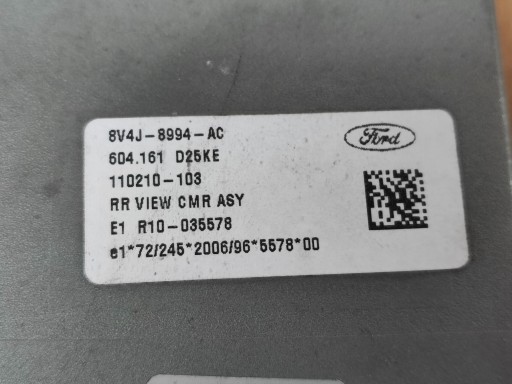 8V4J-8994-AC
Ford
604.161 D25KE
110210-103
RR VIEW CMR ASY
E1 R10-035578
e1*72/245*2006/96*5578*00